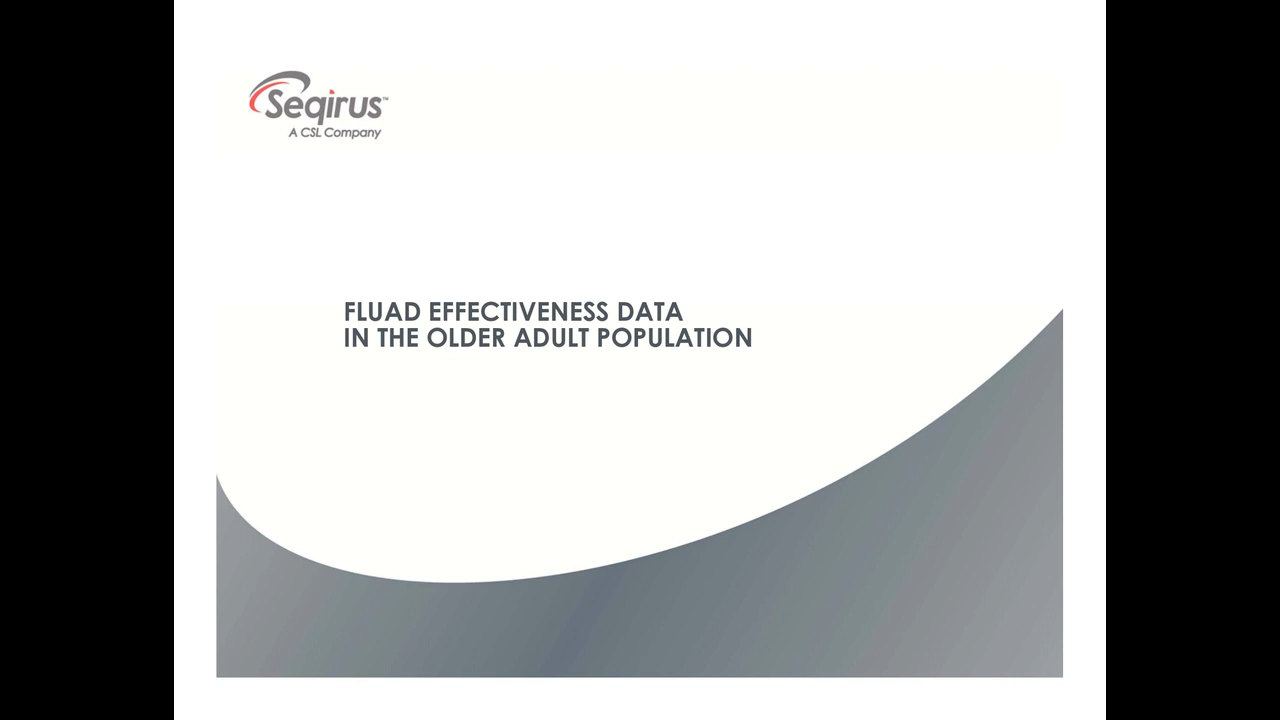 Seqirus™
A CSL Company
FLUAD EFFECTIVENESS DATA
IN THE OLDER ADULT POPULATION